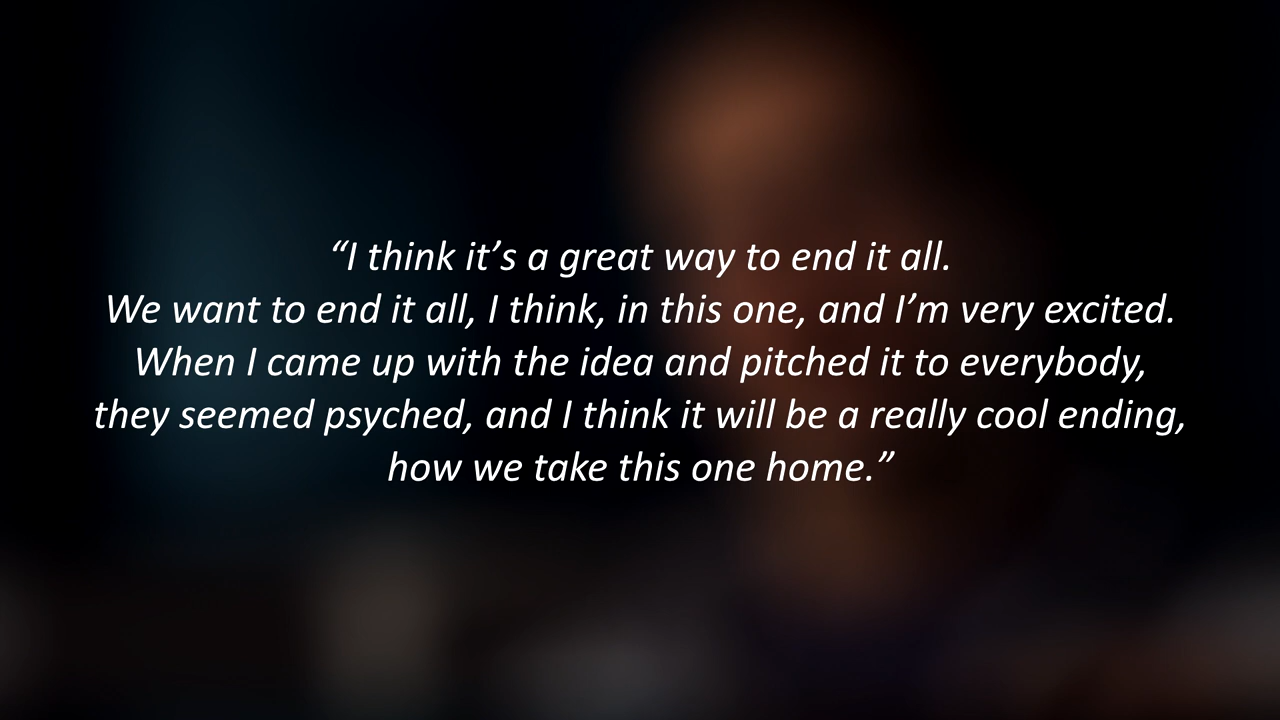 “I think it’s a great way to end it all.
We want to end it all, I think, in this one, and I’m very excited.
When I came up with the idea and pitched it to everybody,
they seemed psyched, and I think it will be a really cool ending,
how we take this one home.”